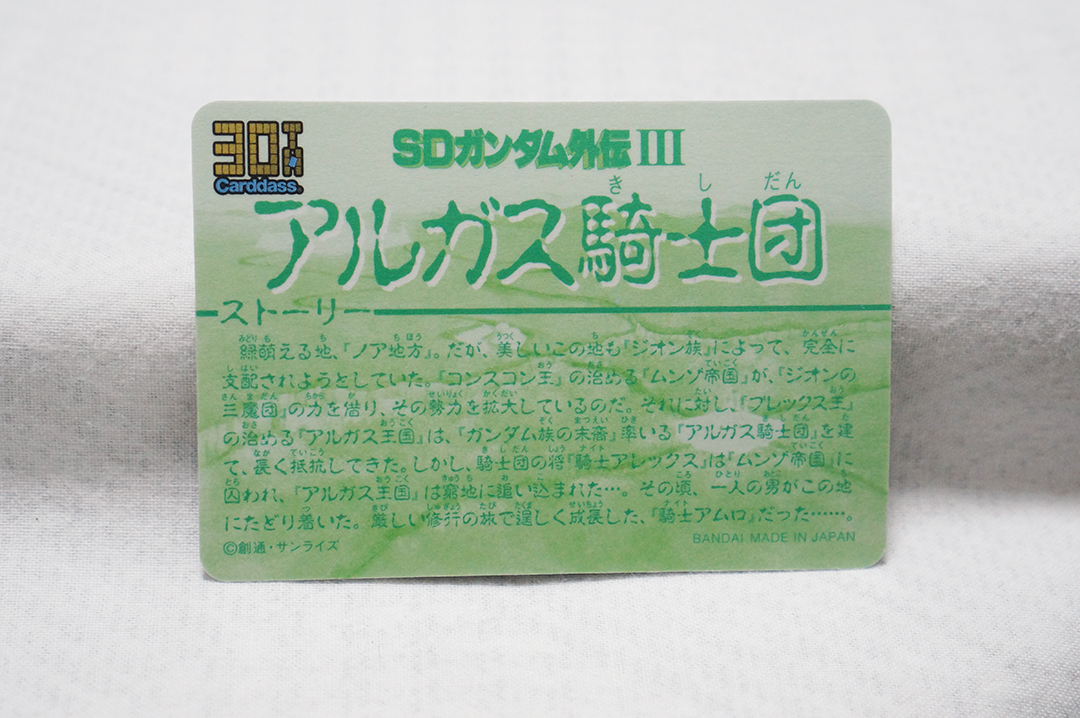 30TH
Carddass®
SDガンダム外伝III
アルガス騎士団
きしだん
ストーリー
緑萌える地、『ノア地方』。だが、美しいこの地も『ジオン族』によって、完全に
支配されようとしていた。『コンスコン王』の治める『ムンゾ帝国』が、『ジオンの
三魔団』の力を借り、その勢力を拡大しているのだ。それに対し、『ブレックス王』
の治める『アルガス王国』は、『ガンダム族の末裔』率いる『アルガス騎士団』を建
て、長く抵抗してきた。しかし、騎士団の将『騎士アレックス』は『ムンゾ帝国』に
囚われ、『アルガス王国』は窮地に追い込まれた…。その頃、一人の男がこの地
にたどり着いた。厳しい修行の旅で逞しく成長した、『騎士アムロ』だった……。
©創通・サンライズ
BANDAI MADE IN JAPAN